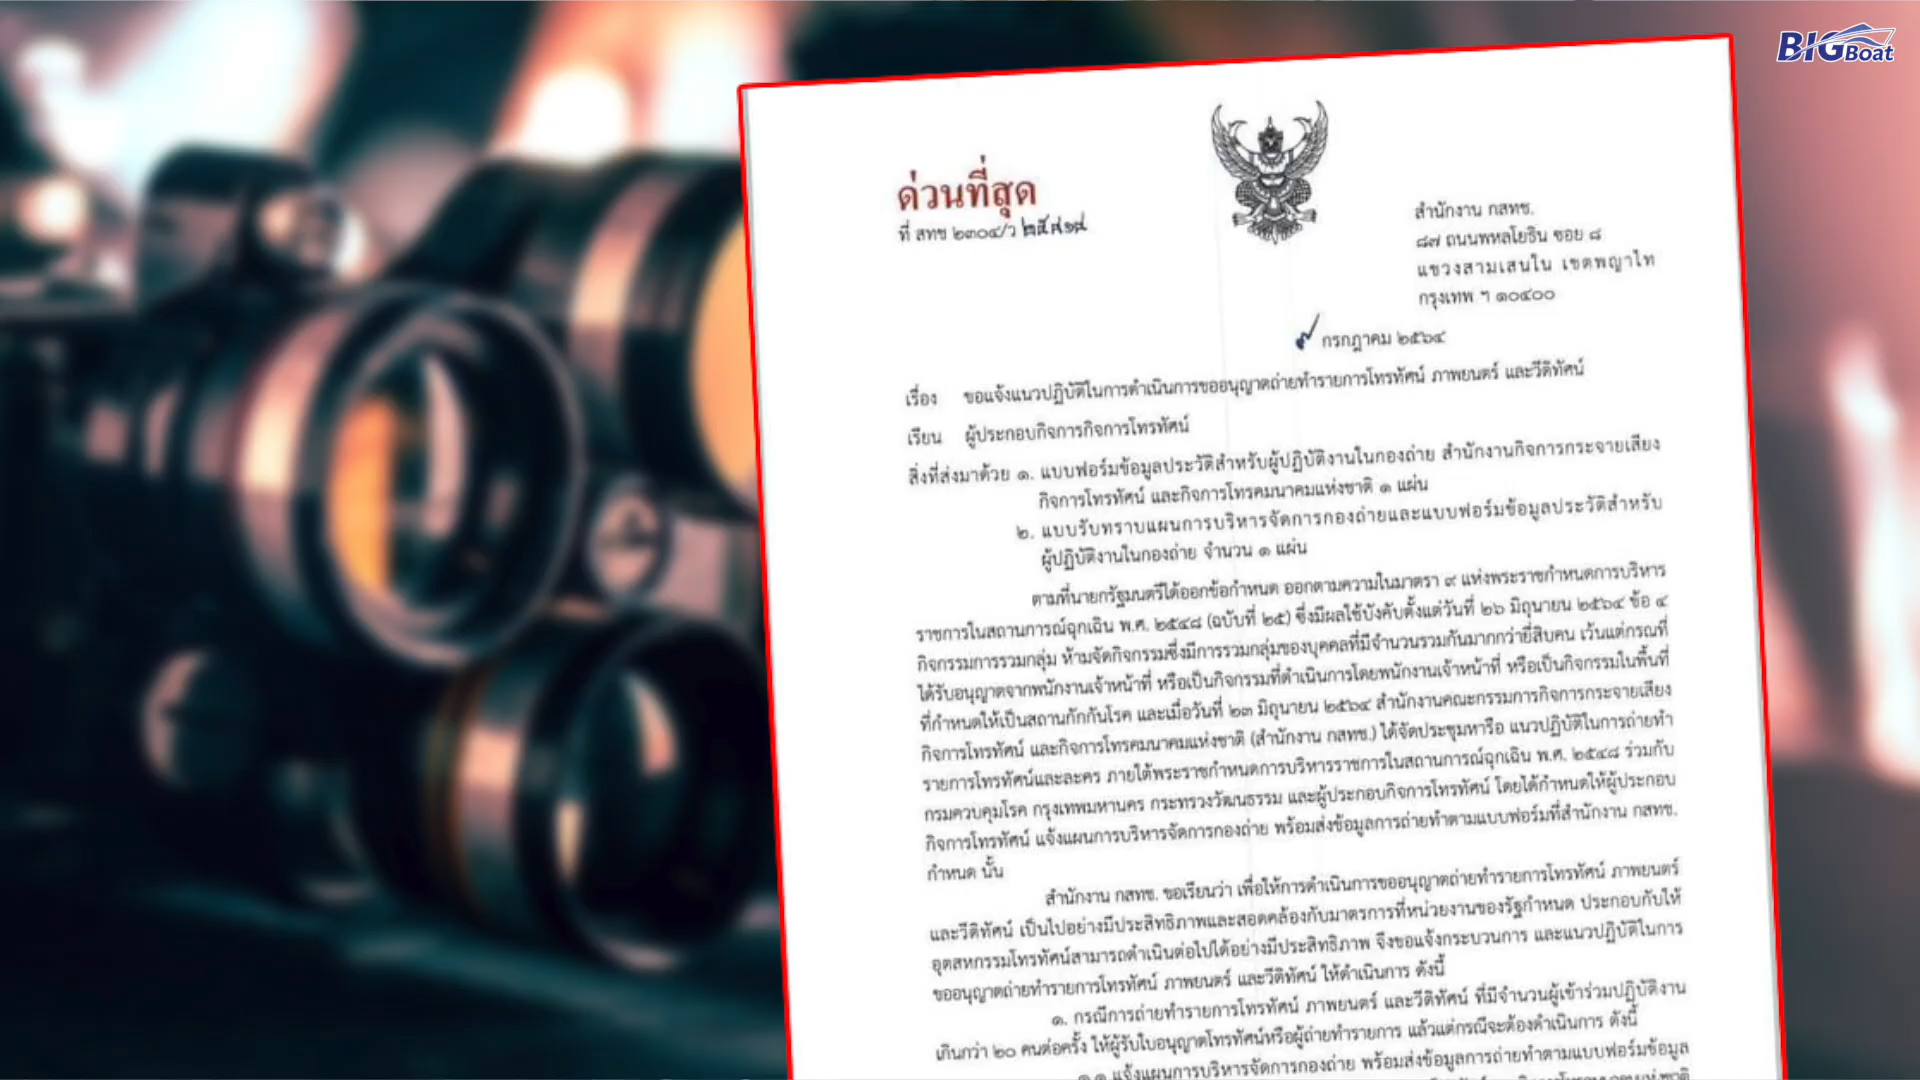 BIGBoat
ด่วนที่สุด
ที่ สทช ๒๓๐๔/ว
สำนักงาน กสทช.
๘๗ ถนนพหลโยธิน ซอย ๘
แขวงสามเสนใน เขตพญาไท
กรุงเทพ ฯ ๑๐๔๐๐
๙ กรกฎาคม ๒๕๖๔
เรื่อง ขอแจ้งแนวปฏิบัติในการดำเนินการขออนุญาตถ่ายทำรายการโทรทัศน์ ภาพยนตร์ และวีดิทัศน์
เรียน ผู้ประกอบกิจการกิจการโทรทัศน์
สิ่งที่ส่งมาด้วย ๑. แบบฟอร์มข้อมูลประวัติสำหรับผู้ปฏิบัติงานในกองถ่าย สำนักงานกิจการกระจายเสียง
กิจการโทรทัศน์ และกิจการโทรคมนาคมแห่งชาติ ๑ แผ่น
๒. แบบรับทราบแผนการบริหารจัดการกองถ่ายและแบบฟอร์มข้อมูลประวัติสำหรับ
ผู้ปฏิบัติงานในกองถ่าย จำนวน ๑ แผ่น
ตามที่นายกรัฐมนตรีได้ออกข้อกำหนด ออกตามความในมาตรา ๙ แห่งพระราชกำหนดการบริหาร
ราชการในสถานการณ์ฉุกเฉิน พ.ศ. ๒๕๔๘ (ฉบับที่ ๒๕) ซึ่งมีผลใช้บังคับตั้งแต่วันที่ ๒๖ มิถุนายน ๒๕๖๔ ข้อ ๔
กิจกรรมการรวมกลุ่ม ห้ามจัดกิจกรรมซึ่งมีการรวมกลุ่มของบุคคลที่มีจำนวนรวมกันมากกว่ายี่สิบคน เว้นแต่กรณีที่
ได้รับอนุญาตจากพนักงานเจ้าหน้าที่ หรือเป็นกิจกรรมที่ดำเนินการโดยพนักงานเจ้าหน้าที่ หรือเป็นกิจกรรมในพื้นที่
ที่กำหนดให้เป็นสถานกักกันโรค และเมื่อวันที่ ๒๓ มิถุนายน ๒๕๖๔ สำนักงานคณะกรรมการกิจการกระจายเสียง
กิจการโทรทัศน์ และกิจการโทรคมนาคมแห่งชาติ (สำนักงาน กสทช.) ได้จัดประชุมหารือ แนวปฏิบัติในการถ่ายทำ
รายการโทรทัศน์และละคร ภายใต้พระราชกำหนดการบริหารราชการในสถานการณ์ฉุกเฉิน พ.ศ. ๒๕๔๘ ร่วมกับ
กรมควบคุมโรค กรุงเทพมหานคร กระทรวงวัฒนธรรม และผู้ประกอบกิจการโทรทัศน์ โดยได้กำหนดให้ผู้ประกอบ
กิจการโทรทัศน์ แจ้งแผนการบริหารจัดการกองถ่าย พร้อมส่งข้อมูลการถ่ายทำตามแบบฟอร์มที่สำนักงาน กสทช.
กำหนด นั้น
สำนักงาน กสทช. ขอเรียนว่า เพื่อให้การดำเนินการขออนุญาตถ่ายทำรายการโทรทัศน์ ภาพยนตร์
และวีดิทัศน์ เป็นไปอย่างมีประสิทธิภาพและสอดคล้องกับมาตรการที่หน่วยงานของรัฐกำหนด ประกอบกับให้
อุตสหกรรมโทรทัศน์สามารถดำเนินต่อไปได้อย่างมีประสิทธิภาพ จึงขอแจ้งกระบวนการ และแนวปฏิบัติในการ
ขออนุญาตถ่ายทำรายการโทรทัศน์ ภาพยนตร์ และวีดิทัศน์ ให้ดำเนินการ ดังนี้
๑. กรณีการถ่ายทำรายการโทรทัศน์ ภาพยนตร์ และวีดิทัศน์ ที่มีจำนวนผู้เข้าร่วมปฏิบัติงาน
เกินกว่า ๒๐ คนต่อครั้ง ให้ผู้รับใบอนุญาตโทรทัศน์หรือผู้ถ่ายทำรายการ แล้วแต่กรณีจะต้องดำเนินการ ดังนี้
๑.๑ แจ้งแผนการบริหารจัดการกองถ่าย พร้อมส่งข้อมูลการถ่ายทำตามแบบฟอร์มข้อมูล